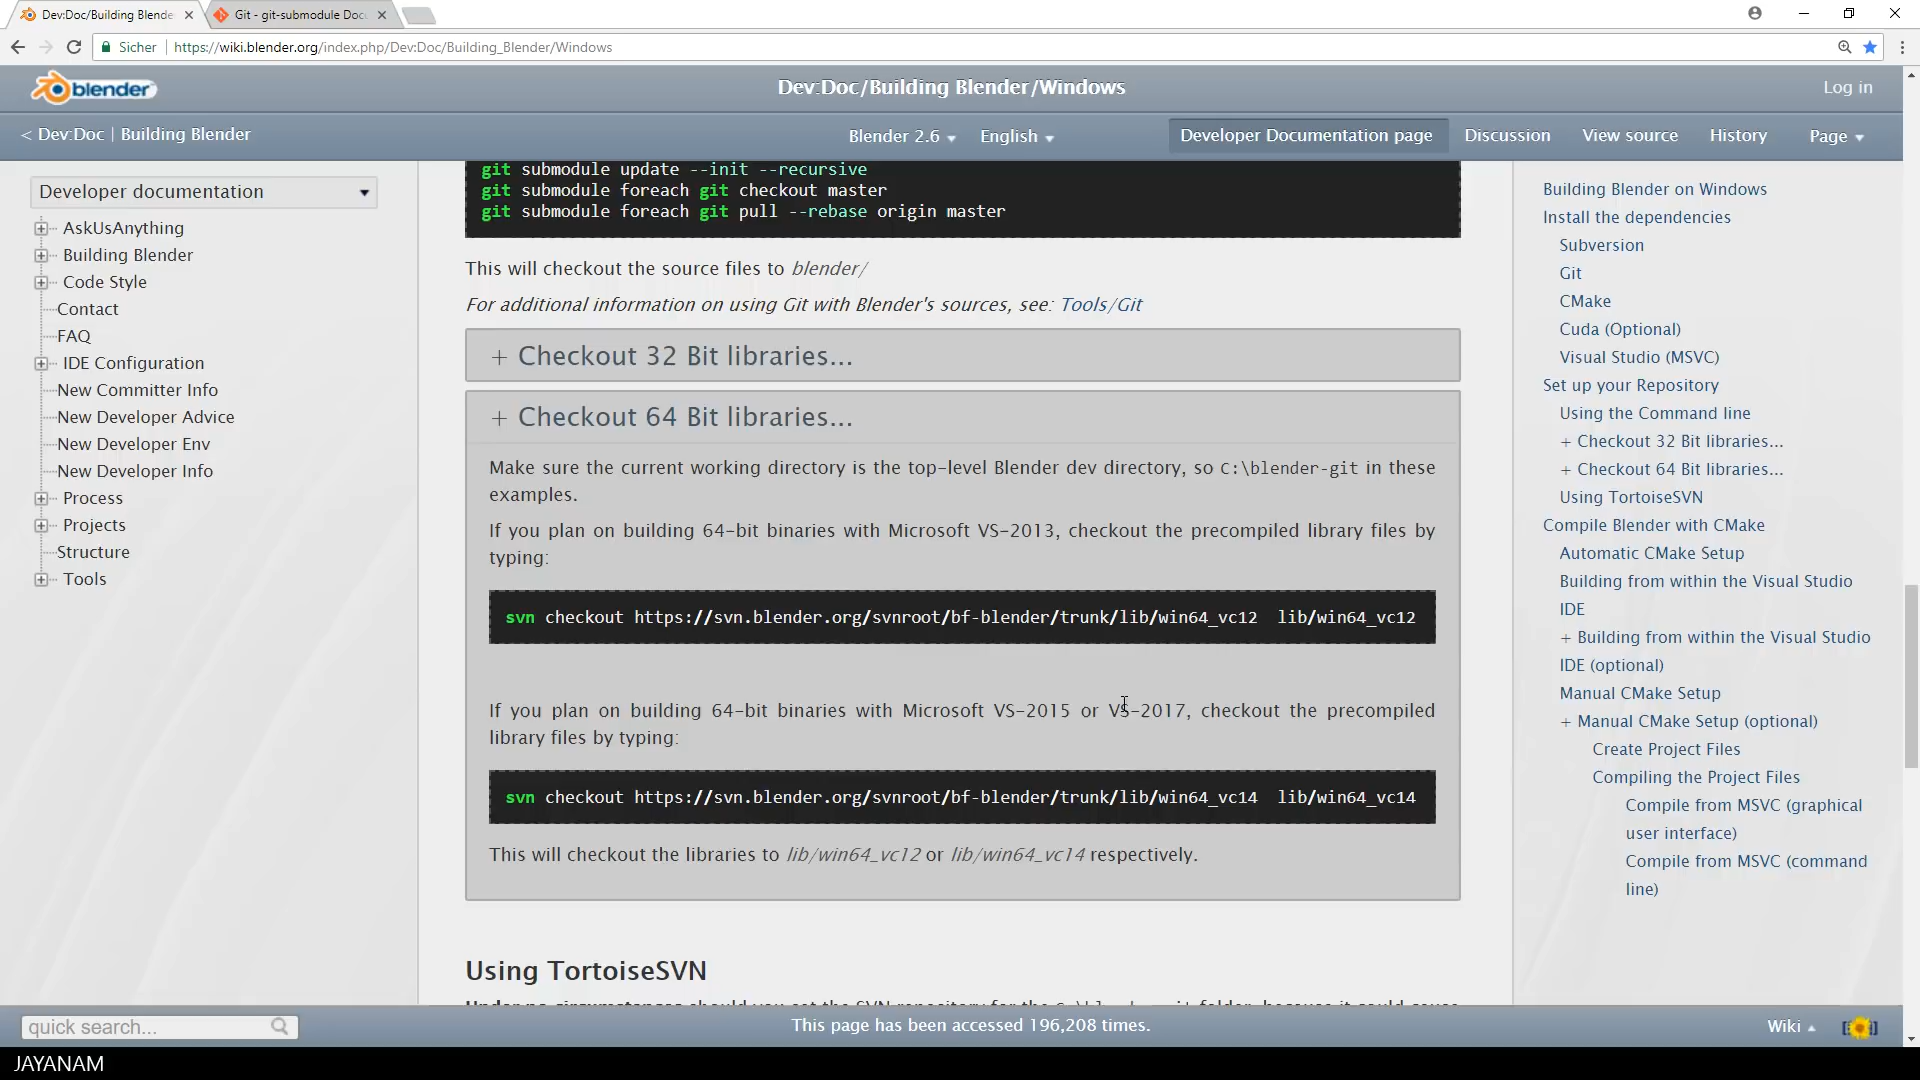 Dev:Doc/Building Blende
Git - git-submodule Doc
Sicher
https://wiki.blender.org/index.php/Dev:Doc/Building_Blender/Windows
blender
Dev:Doc/Building Blender/Windows
Log in
< Dev:Doc | Building Blender
Blender 2.6
English
Developer Documentation page
Discussion
View source
History
Page
Developer documentation
AskUsAnything
Building Blender
Code Style
Contact
FAQ
IDE Configuration
New Committer Info
New Developer Advice
New Developer Env
New Developer Info
Process
Projects
Structure
Tools
git submodule update --init --recursive
git submodule foreach git checkout master
git submodule foreach git pull --rebase origin master
This will checkout the source files to blender/
For additional information on using Git with Blender's sources, see: Tools/Git
+ Checkout 32 Bit libraries...
+ Checkout 64 Bit libraries...
Make sure the current working directory is the top-level Blender dev directory, so C:\blender-git in these
examples.
If you plan on building 64-bit binaries with Microsoft VS-2013, checkout the precompiled library files by
typing:
svn checkout https://svn.blender.org/svnroot/bf-blender/trunk/lib/win64_vc12 lib/win64_vc12
If you plan on building 64-bit binaries with Microsoft VS-2015 or VS-2017, checkout the precompiled
library files by typing:
svn checkout https://svn.blender.org/svnroot/bf-blender/trunk/lib/win64_vc14 lib/win64_vc14
This will checkout the libraries to lib/win64_vc12 or lib/win64_vc14 respectively.
Using TortoiseSVN
Building Blender on Windows
Install the dependencies
Subversion
Git
CMake
Cuda (Optional)
Visual Studio (MSVC)
Set up your Repository
Using the Command line
+ Checkout 32 Bit libraries...
+ Checkout 64 Bit libraries...
Using TortoiseSVN
Compile Blender with CMake
Automatic CMake Setup
Building from within the Visual Studio
IDE
+ Building from within the Visual Studio
IDE (optional)
Manual CMake Setup
+ Manual CMake Setup (optional)
Create Project Files
Compiling the Project Files
Compile from MSVC (graphical
user interface)
Compile from MSVC (command
line)
quick search...
This page has been accessed 196,208 times.
Wiki
JAYANAM